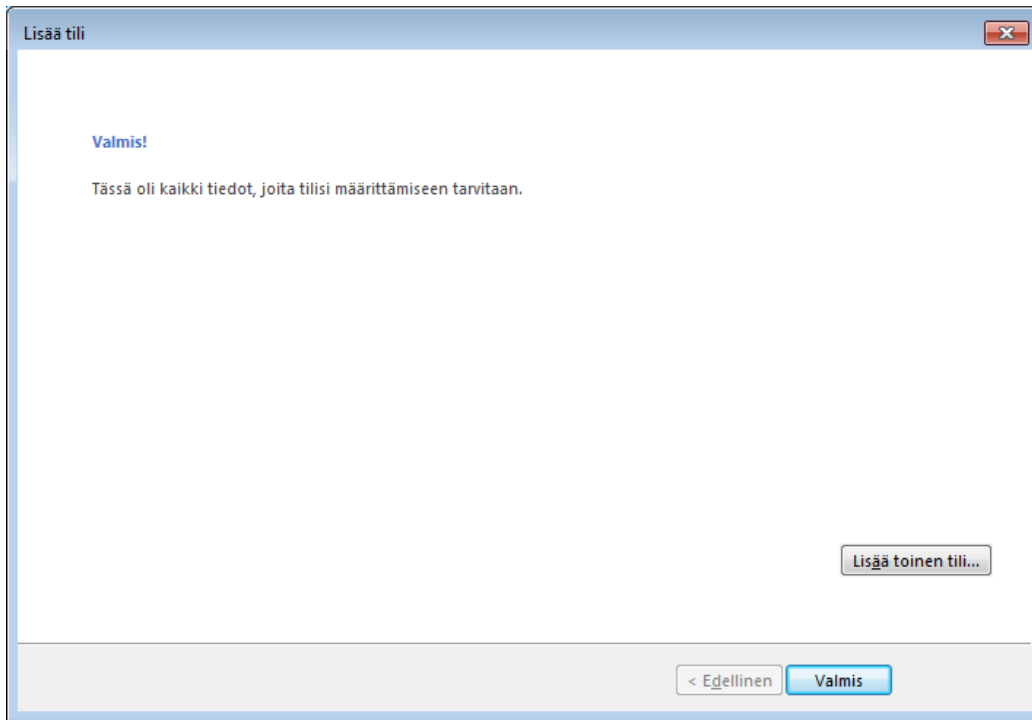 Lisää tili
Valmis!
Tässä oli kaikki tiedot, joita tilisi määrittämiseen tarvitaan.
Lisää toinen tili...
< Edellinen
Valmis